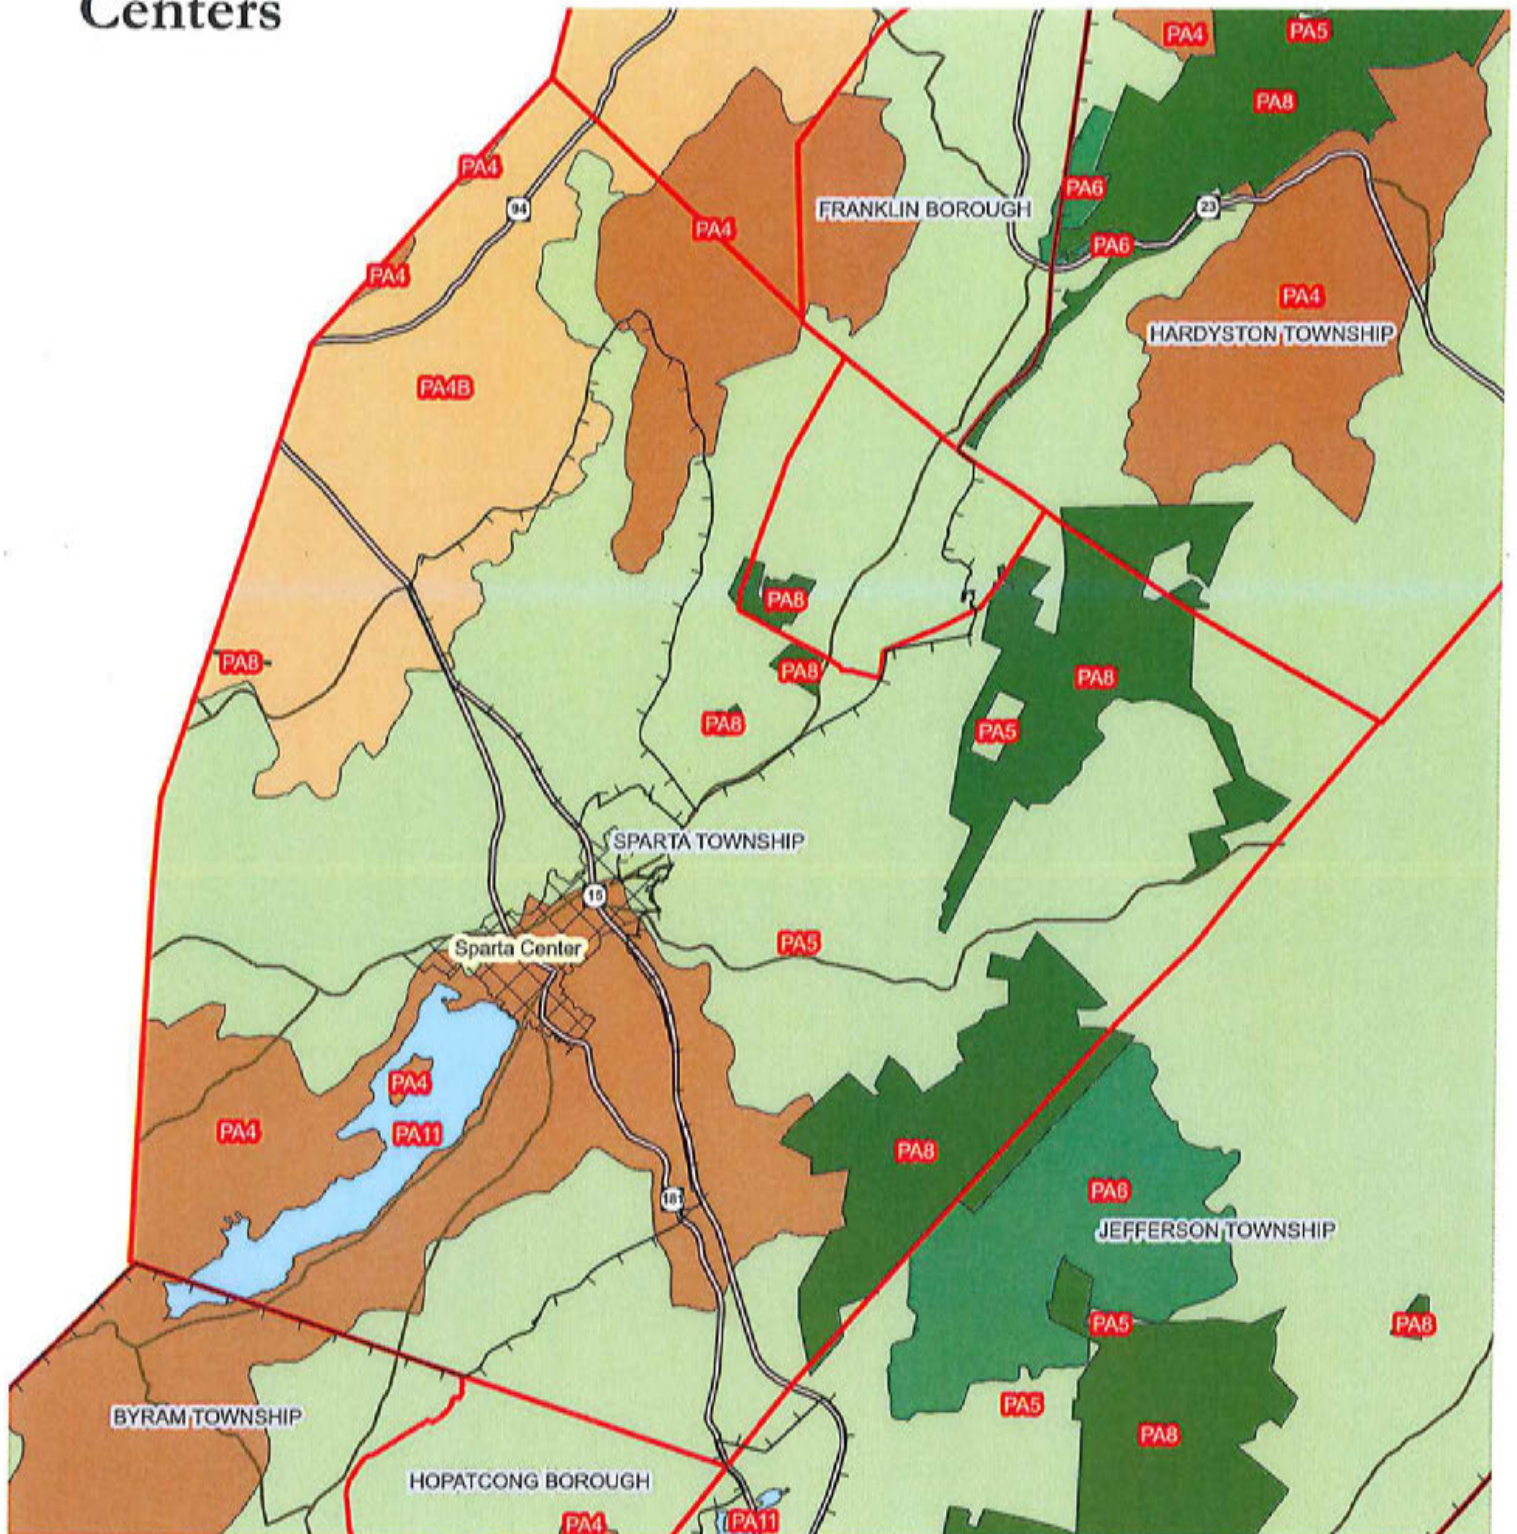 Centers
PA4
PA5
PA8
PA4
PA6
94
FRANKLIN BOROUGH
23
PA4
PA6
PA4
PA4
HARDYSTON TOWNSHIP
PA4B
PA8
PA8
PA8
PA8
PA8
PA5
SPARTA TOWNSHIP
15
Sparta Center
PA5
PA4
PA4
PA11
PA8
PA6
181
JEFFERSON TOWNSHIP
PA5
PA8
PA5
BYRAM TOWNSHIP
PA8
HOPATCONG BOROUGH
PA4
PA11